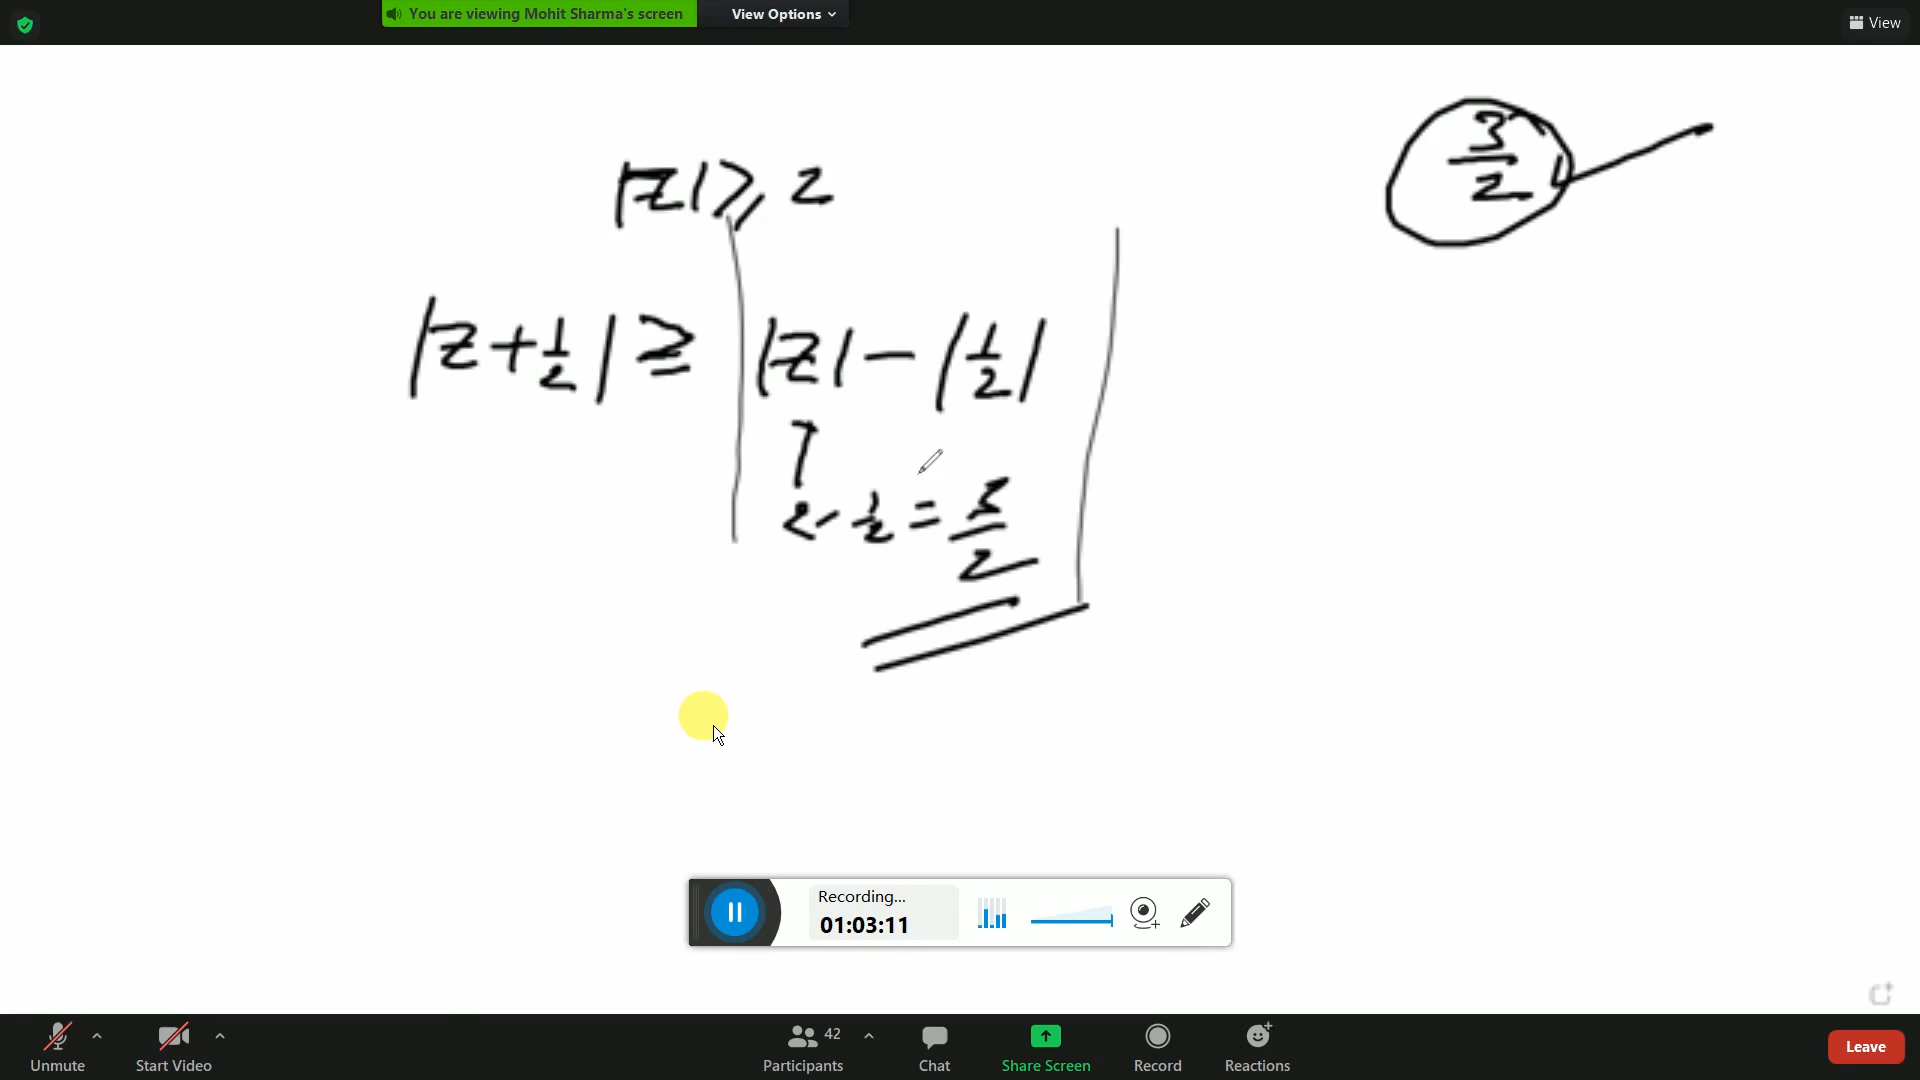 You are viewing Mohit Sharma's screen
View Options
View
|z| ≥ 2
3/2
|z + 1/2| ≥ | |z| - |1/2| |
2 - 1/2 = 3/2
Recording...
01:03:11
Unmute
Start Video
42
Participants
Chat
Share Screen
Record
Reactions
Leave